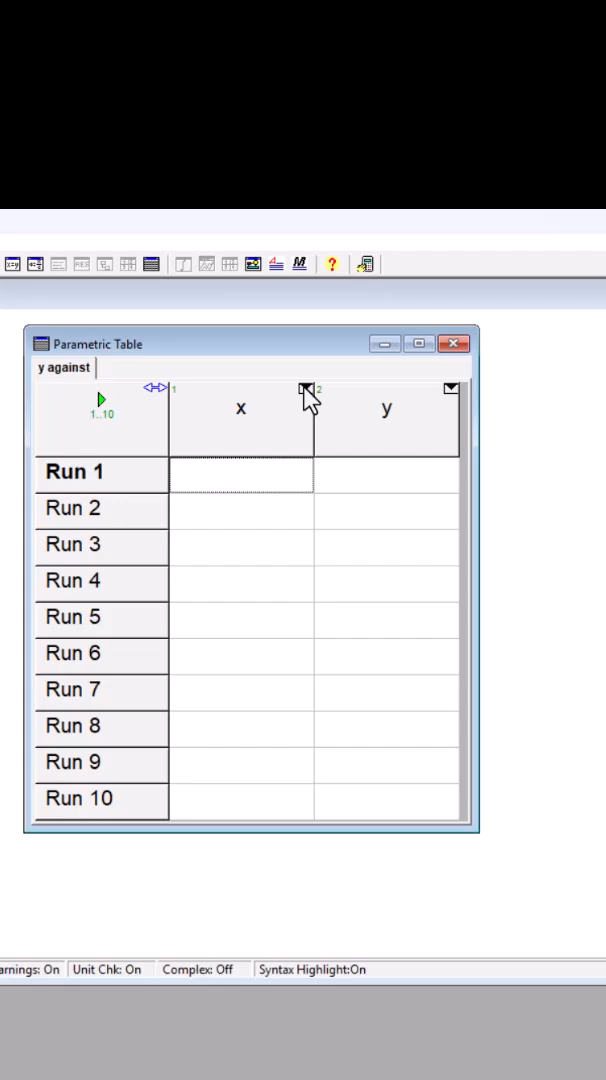 Parametric Table
y against
1..10
1
x
2
y
Run 1
Run 2
Run 3
Run 4
Run 5
Run 6
Run 7
Run 8
Run 9
Run 10
arnings: On Unit Chk: On Complex: Off Syntax Highlight:On